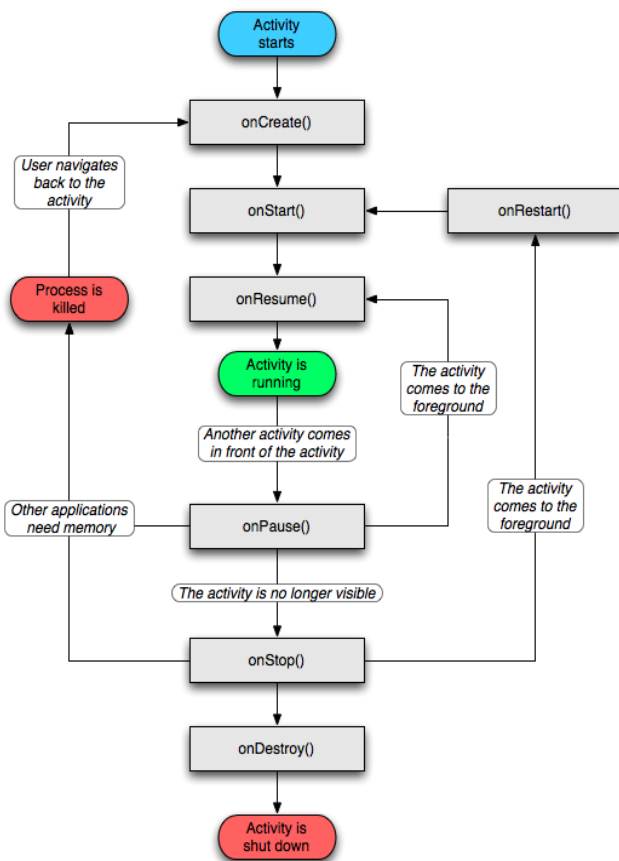 Activity
starts
onCreate()
User navigates
back to the
activity
onStart()
onRestart()
Process is
killed
onResume()
Activity is
running
The activity
comes to the
foreground
Another activity comes
in front of the activity
Other applications
need memory
onPause()
The activity
comes to the
foreground
The activity is no longer visible
onStop()
onDestroy()
Activity is
shut down